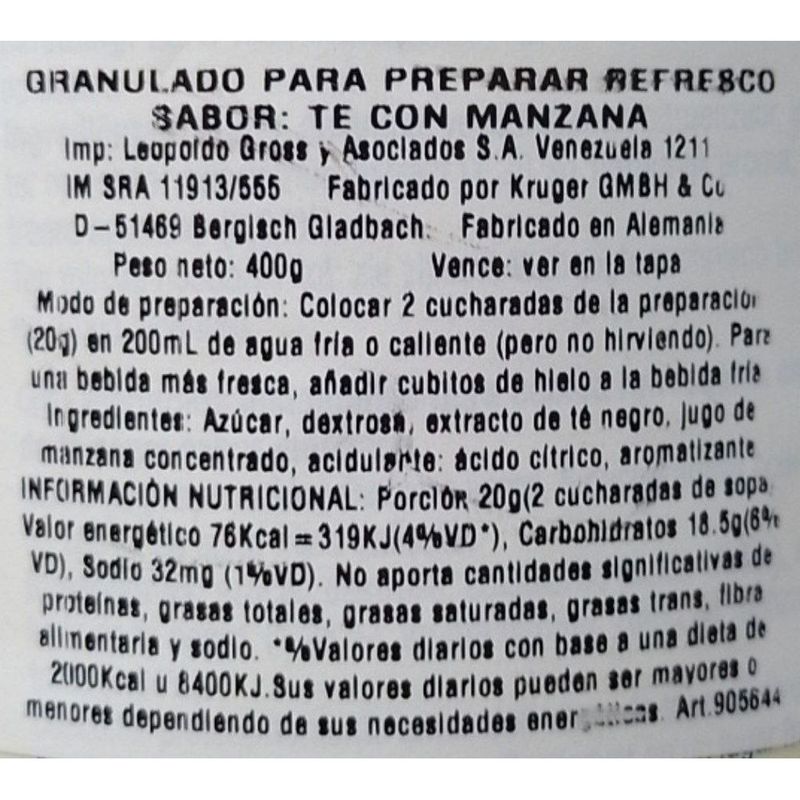 GRANULADO PARA PREPARAR REFRESCO
SABOR: TE CON MANZANA
Imp: Leopoldo Gross y Asociados S.A. Venezuela 1211
IM SRA 11913/555 Fabricado por Kruger GMBH & Co
D-51469 Bergisch Gladbach. Fabricado en Alemania
Peso neto: 400g Vence: ver en la tapa
Modo de preparación: Colocar 2 cucharadas de la preparación
(20g) en 200mL de agua fría o caliente (pero no hirviendo). Para
una bebida más fresca, añadir cubitos de hielo a la bebida fría
Ingredientes: Azúcar, dextrosa, extracto de té negro, jugo de
manzana concentrado, acidulante: ácido cítrico, aromatizante
INFORMACIÓN NUTRICIONAL: Porción 20g(2 cucharadas de sopa
Valor energético 76Kcal=319KJ(4%VD*), Carbohidratos 18.5g(6%
VD), Sodio 32mg (1%VD). No aporta cantidades significativas de
proteínas, grasas totales, grasas saturadas, grasas trans, fibra
alimentaria y sodio. *%Valores diarios con base a una dieta de
2000Kcal u 8400KJ.Sus valores diarios pueden ser mayores o
menores dependiendo de sus necesidades energéticas. Art.905644